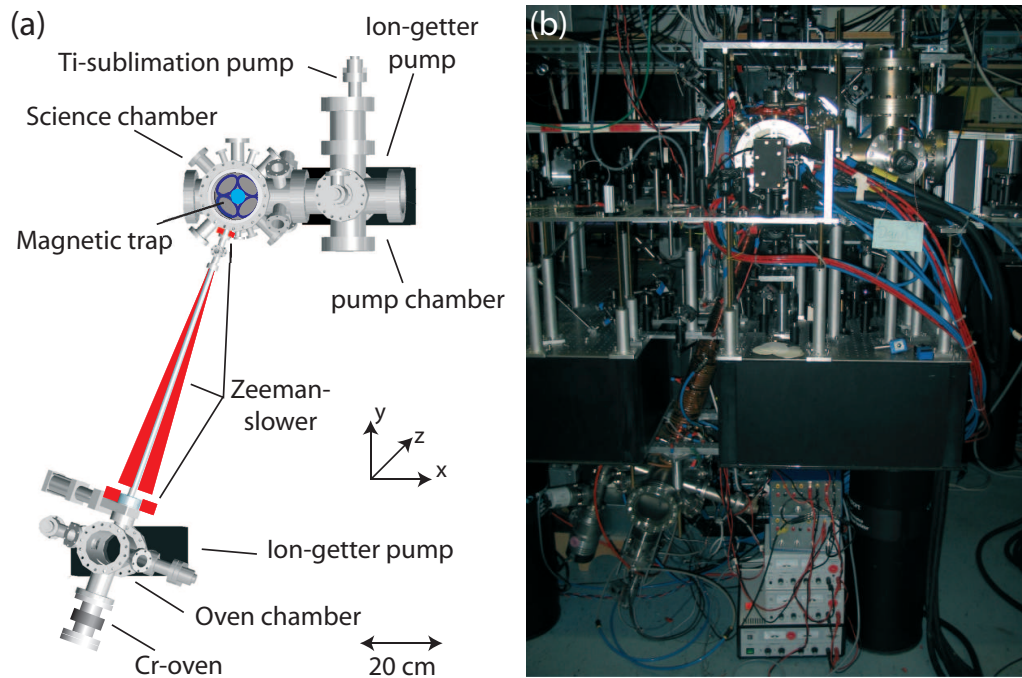 (a)
Ion-getter
pump
Ti-sublimation pump
Science chamber
Magnetic trap
pump chamber
Zeeman-
slower
y
z
x
Ion-getter pump
Oven chamber
Cr-oven
20 cm
(b)